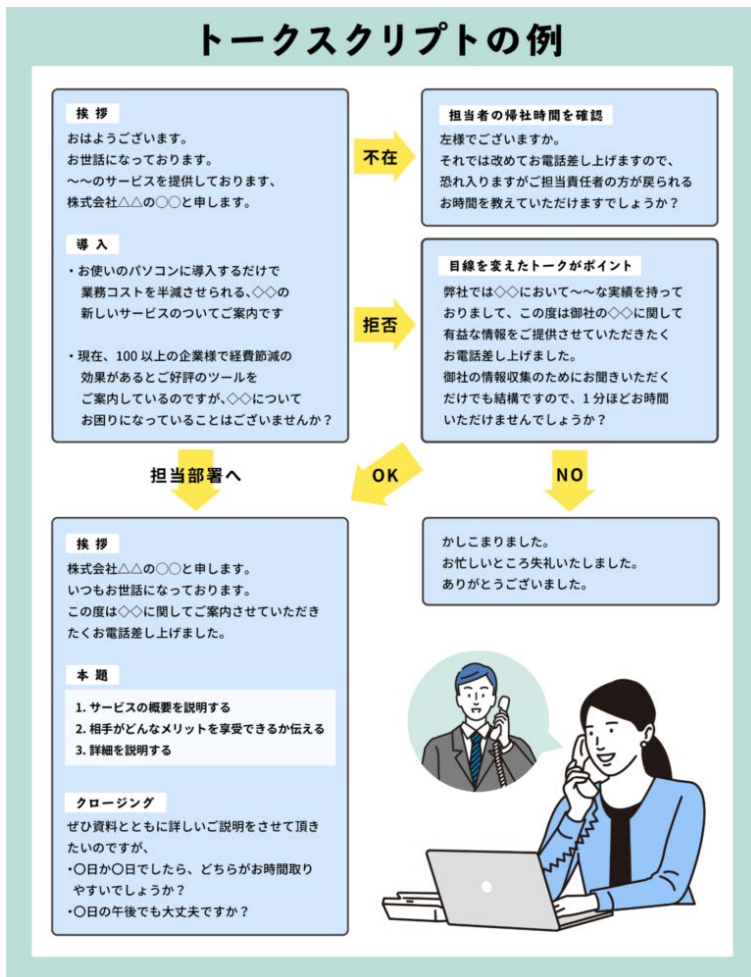 トークスクリプトの例
挨拶
おはようございます。
お世話になっております。
～～のサービスを提供しております、
株式会社△△の○○と申します。
導入
・お使いのパソコンに導入するだけで
業務コストを半減させられる、◇◇の
新しいサービスのついてご案内です
・現在、100以上の企業様で経費節減の
効果があるとご好評のツールを
ご案内しているのですが、◇◇について
お困りになっていることはございませんか？
不在
担当者の帰社時間を確認
左様でございますか。
それでは改めてお電話差し上げますので、
恐れ入りますがご担当責任者の方が戻られる
お時間を教えていただけますでしょうか？
拒否
目線を変えたトークがポイント
弊社では◇◇において～～な実績を持って
おりまして、この度は御社の◇◇に関して
有益な情報をご提供させていただきたく
お電話差し上げました。
御社の情報収集のためにお聞きいただく
だけでも結構ですので、1分ほどお時間
いただけませんでしょうか？
担当部署へ
OK
NO
挨拶
株式会社△△の○○と申します。
いつもお世話になっております。
この度は◇◇に関してご案内させていただき
たくお電話差し上げました。
本題
1. サービスの概要を説明する
2. 相手がどんなメリットを享受できるか伝える
3. 詳細を説明する
クロージング
ぜひ資料とともに詳しいご説明をさせて頂き
たいのですが、
・〇日か〇日でしたら、どちらがお時間取り
やすいでしょうか？
・〇日の午後でも大丈夫ですか？
かしこまりました。
お忙しいところ失礼いたしました。
ありがとうございました。